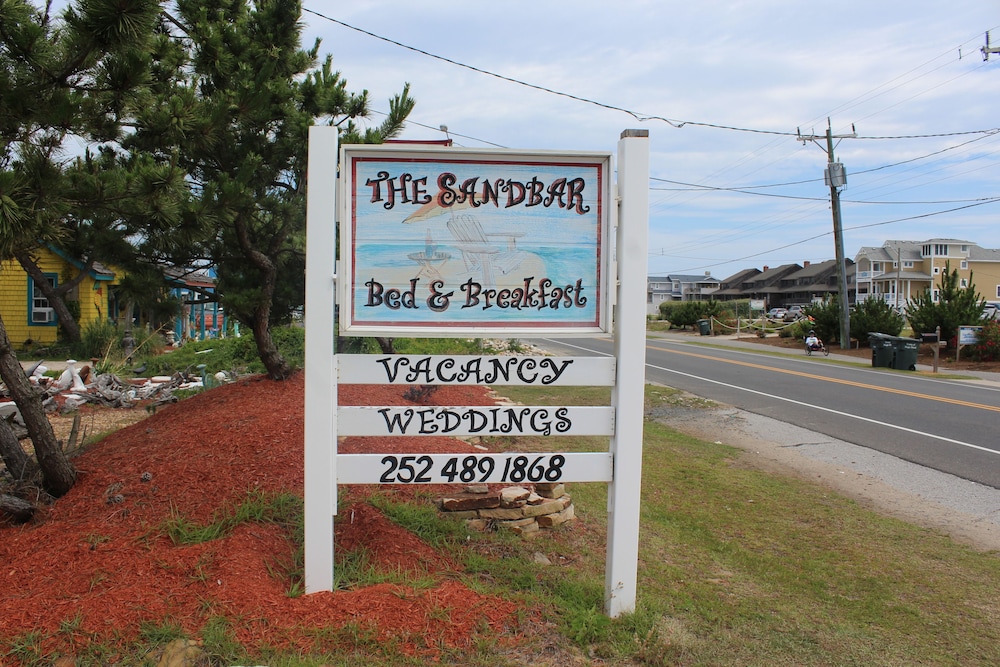 THE SANDBAR
Bed & Breakfast
VACANCY
WEDDINGS
252 489 1868